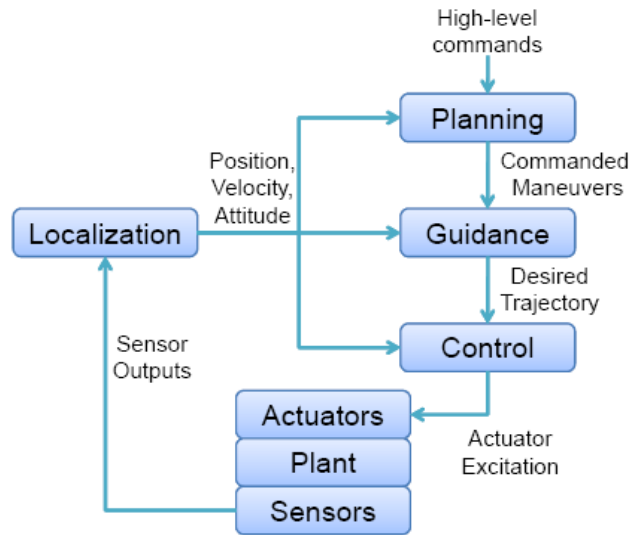 High-level
commands
Planning
Position,
Velocity,
Attitude
Commanded
Maneuvers
Localization
Guidance
Desired
Trajectory
Sensor
Outputs
Control
Actuators
Actuator
Excitation
Plant
Sensors